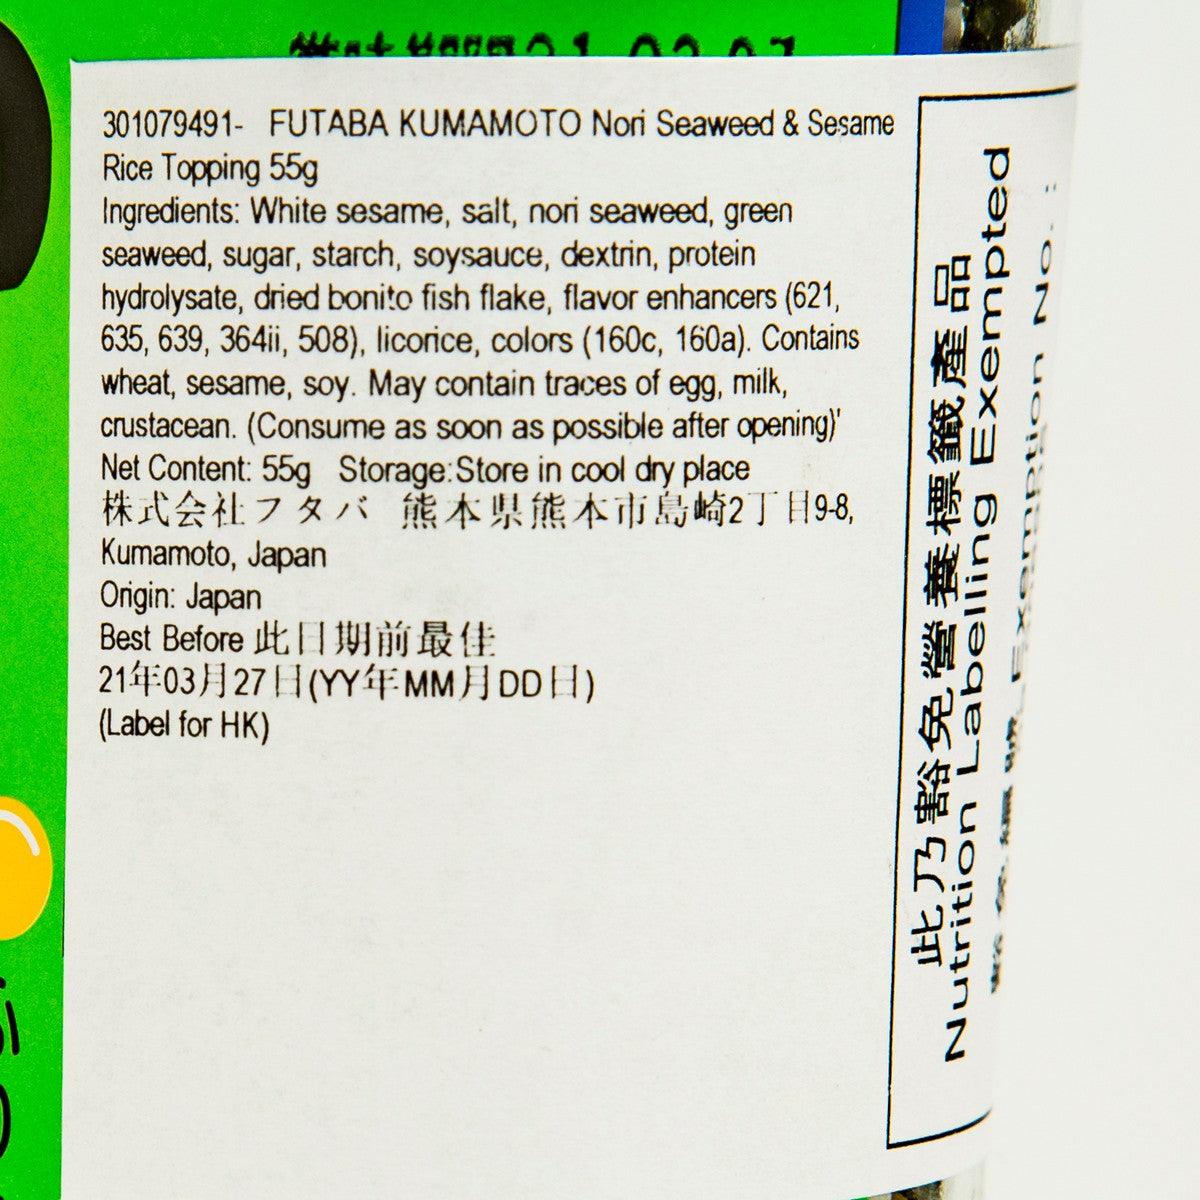 301079491- FUTABA KUMAMOTO Nori Seaweed & Sesame
Rice Topping 55g
Ingredients: White sesame, salt, nori seaweed, green
seaweed, sugar, starch, soysauce, dextrin, protein
hydrolysate, dried bonito fish flake, flavor enhancers (621,
635, 639, 364ii, 508), licorice, colors (160c, 160a). Contains
wheat, sesame, soy. May contain traces of egg, milk,
crustacean. (Consume as soon as possible after opening)'
Net Content: 55g Storage:Store in cool dry place
株式会社フタバ 熊本県熊本市島崎2丁目9-8,
Kumamoto, Japan
Origin: Japan
Best Before 此日期前最佳
21年03月27日(YY年MM月DD日)
(Label for HK)
此乃豁免營養標籤產品
Nutrition Labelling Exempted
豁免編號 Exemption No. :